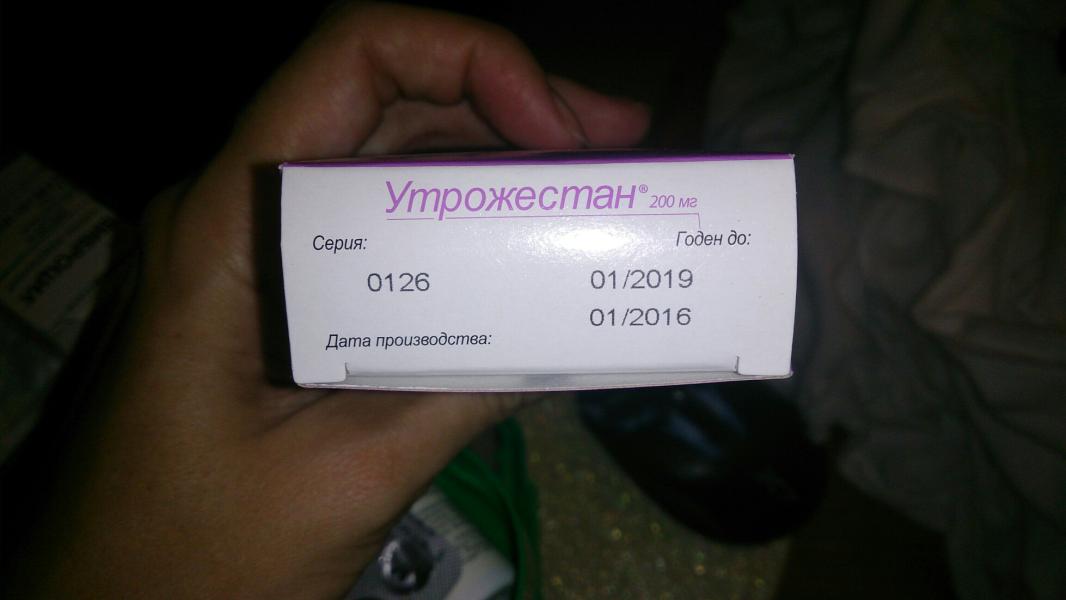 Утрожестан® 200 мг
Серия: Годен до:
0126 01/2019
01/2016
Дата производства: